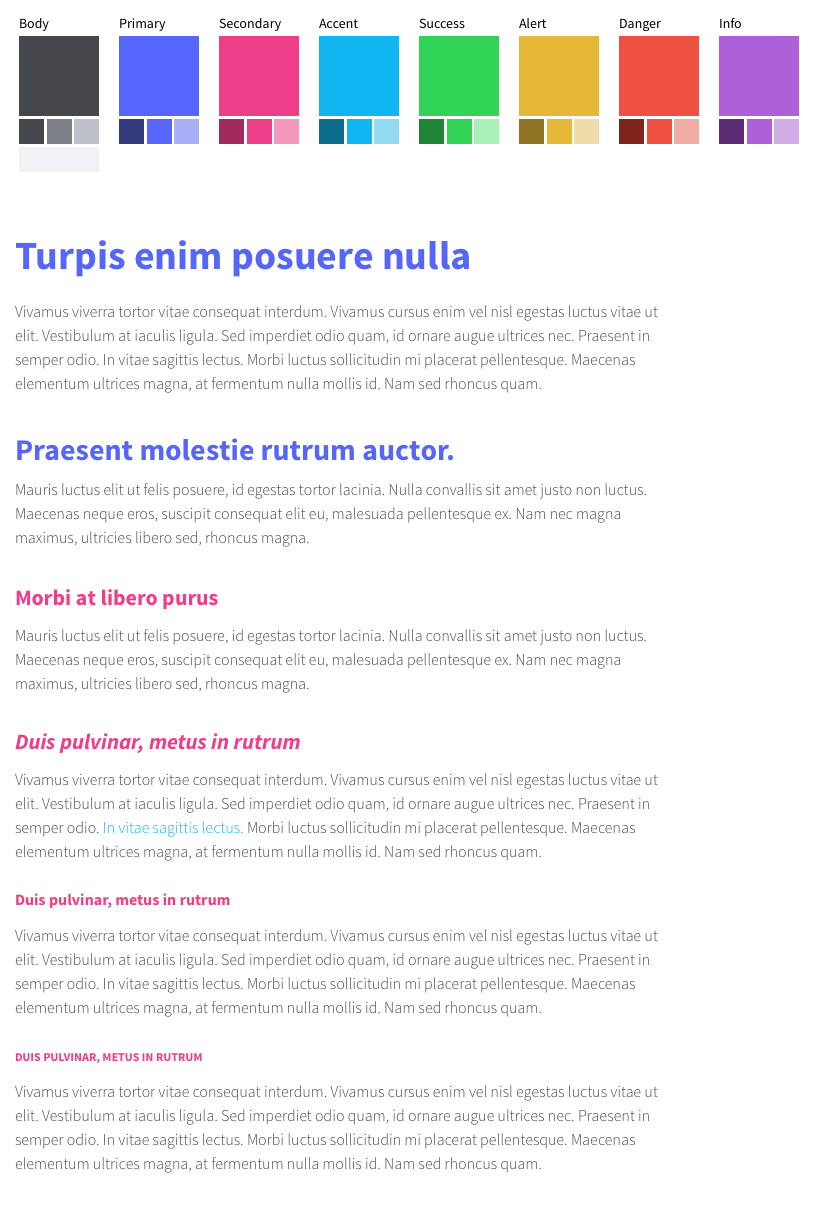 Body Primary Secondary Accent Success Alert Danger Info
Turpis enim posuere nulla
Vivamus viverra tortor vitae consequat interdum. Vivamus cursus enim vel nisl egestas luctus vitae ut
elit. Vestibulum at iaculis ligula. Sed imperdiet odio quam, id ornare augue ultrices nec. Praesent in
semper odio. In vitae sagittis lectus. Morbi luctus sollicitudin mi placerat pellentesque. Maecenas
elementum ultrices magna, at fermentum nulla mollis id. Nam sed rhoncus quam.
Praesent molestie rutrum auctor.
Mauris luctus elit ut felis posuere, id egestas tortor lacinia. Nulla convallis sit amet justo non luctus.
Maecenas neque eros, suscipit consequat elit eu, malesuada pellentesque ex. Nam nec magna
maximus, ultricies libero sed, rhoncus magna.
Morbi at libero purus
Mauris luctus elit ut felis posuere, id egestas tortor lacinia. Nulla convallis sit amet justo non luctus.
Maecenas neque eros, suscipit consequat elit eu, malesuada pellentesque ex. Nam nec magna
maximus, ultricies libero sed, rhoncus magna.
Duis pulvinar, metus in rutrum
Vivamus viverra tortor vitae consequat interdum. Vivamus cursus enim vel nisl egestas luctus vitae ut
elit. Vestibulum at iaculis ligula. Sed imperdiet odio quam, id ornare augue ultrices nec. Praesent in
semper odio. In vitae sagittis lectus. Morbi luctus sollicitudin mi placerat pellentesque. Maecenas
elementum ultrices magna, at fermentum nulla mollis id. Nam sed rhoncus quam.
Duis pulvinar, metus in rutrum
Vivamus viverra tortor vitae consequat interdum. Vivamus cursus enim vel nisl egestas luctus vitae ut
elit. Vestibulum at iaculis ligula. Sed imperdiet odio quam, id ornare augue ultrices nec. Praesent in
semper odio. In vitae sagittis lectus. Morbi luctus sollicitudin mi placerat pellentesque. Maecenas
elementum ultrices magna, at fermentum nulla mollis id. Nam sed rhoncus quam.
DUIS PULVINAR, METUS IN RUTRUM
Vivamus viverra tortor vitae consequat interdum. Vivamus cursus enim vel nisl egestas luctus vitae ut
elit. Vestibulum at iaculis ligula. Sed imperdiet odio quam, id ornare augue ultrices nec. Praesent in
semper odio. In vitae sagittis lectus. Morbi luctus sollicitudin mi placerat pellentesque. Maecenas
elementum ultrices magna, at fermentum nulla mollis id. Nam sed rhoncus quam.